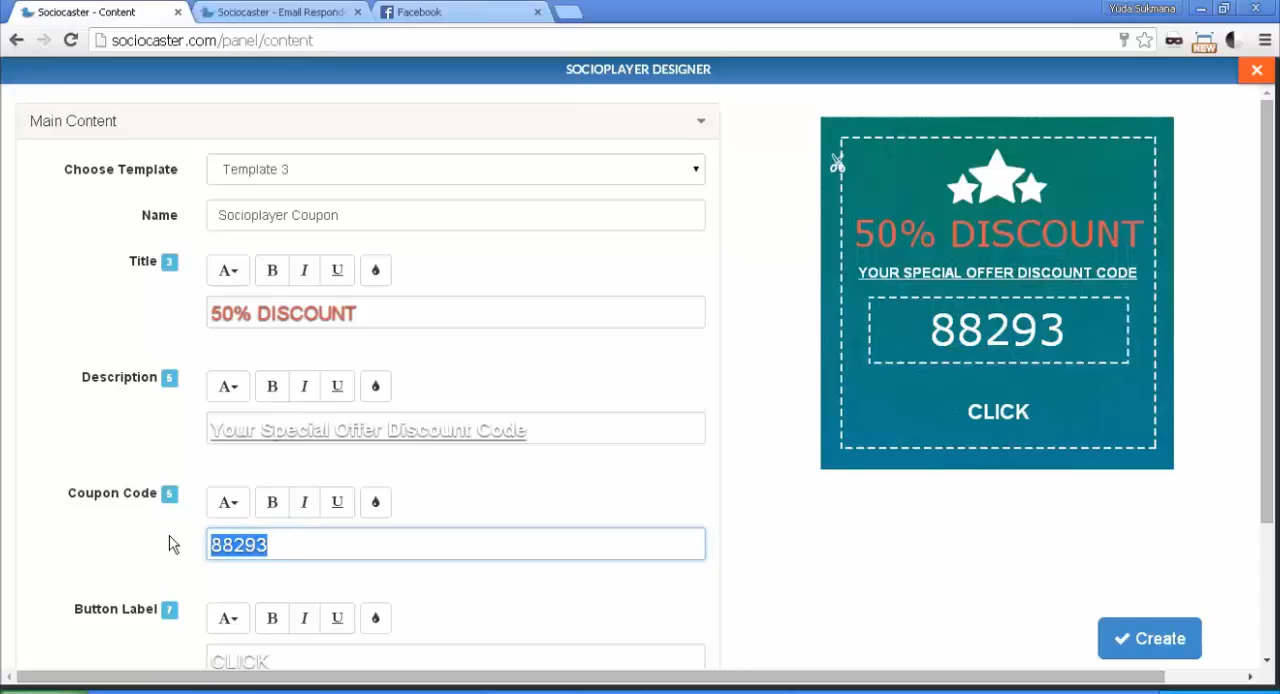 Sociocaster - Content
Sociocaster - Email Respond
Facebook
Yuda Sukmana
sociocaster.com/panel/content
NEW
SOCIOPLAYER DESIGNER
Main Content
Choose Template
Template 3
Name
Socioplayer Coupon
Title 3
A B I U
50% DISCOUNT
Description 5
A B I U
Your Special Offer Discount Code
Coupon Code 6
A B I U
88293
Button Label 7
A B I U
CLICK
50% DISCOUNT
YOUR SPECIAL OFFER DISCOUNT CODE
88293
CLICK
Create